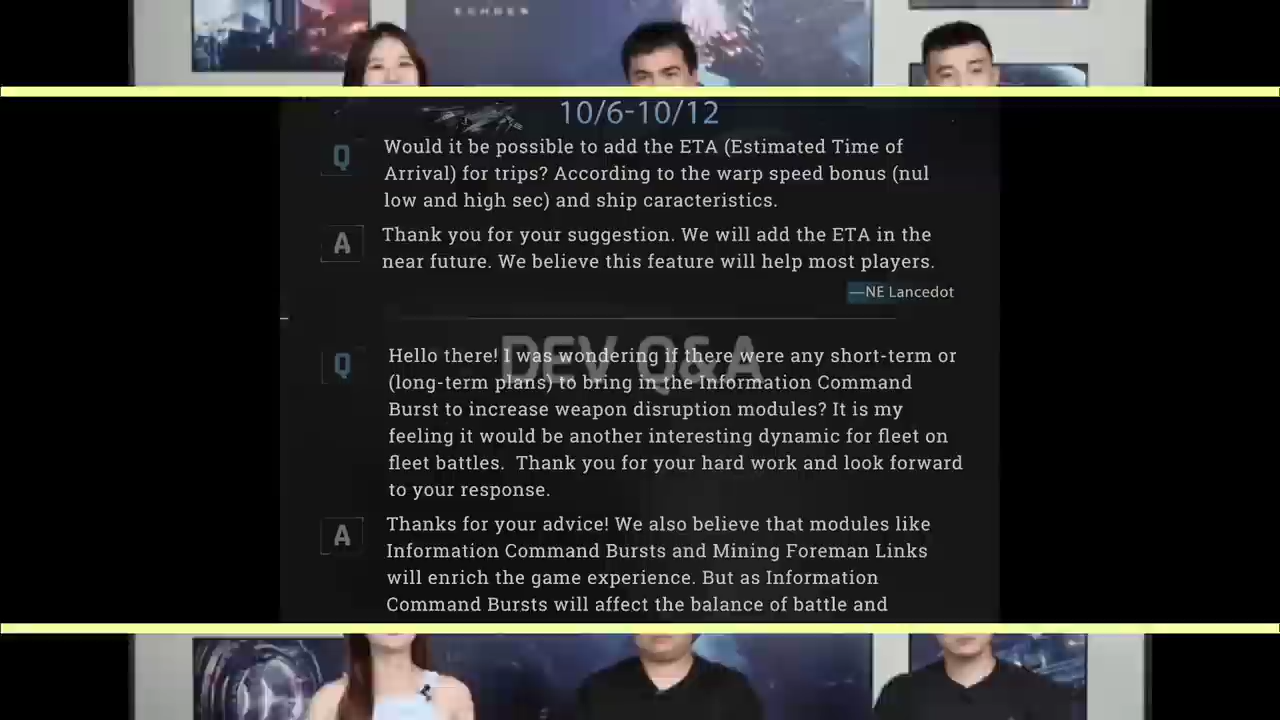 ECHOES
10/6-10/12
Q
Would it be possible to add the ETA (Estimated Time of
Arrival) for trips? According to the warp speed bonus (nul
low and high sec) and ship caracteristics.
A
Thank you for your suggestion. We will add the ETA in the
near future. We believe this feature will help most players.
—NE Lancedot
DEV Q&A
Q
Hello there! I was wondering if there were any short-term or
(long-term plans) to bring in the Information Command
Burst to increase weapon disruption modules? It is my
feeling it would be another interesting dynamic for fleet on
fleet battles.  Thank you for your hard work and look forward
to your response.
A
Thanks for your advice! We also believe that modules like
Information Command Bursts and Mining Foreman Links
will enrich the game experience. But as Information
Command Bursts will affect the balance of battle and